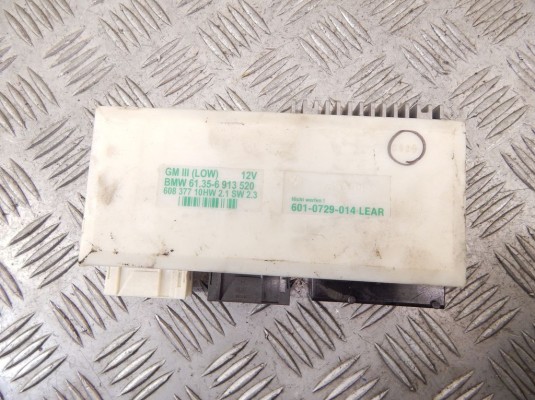 GM III (LOW) 12V
BMW 61.35-6 913 520
608 377 10HW 2.1 SW 2.3
601-0729-014 LEAR